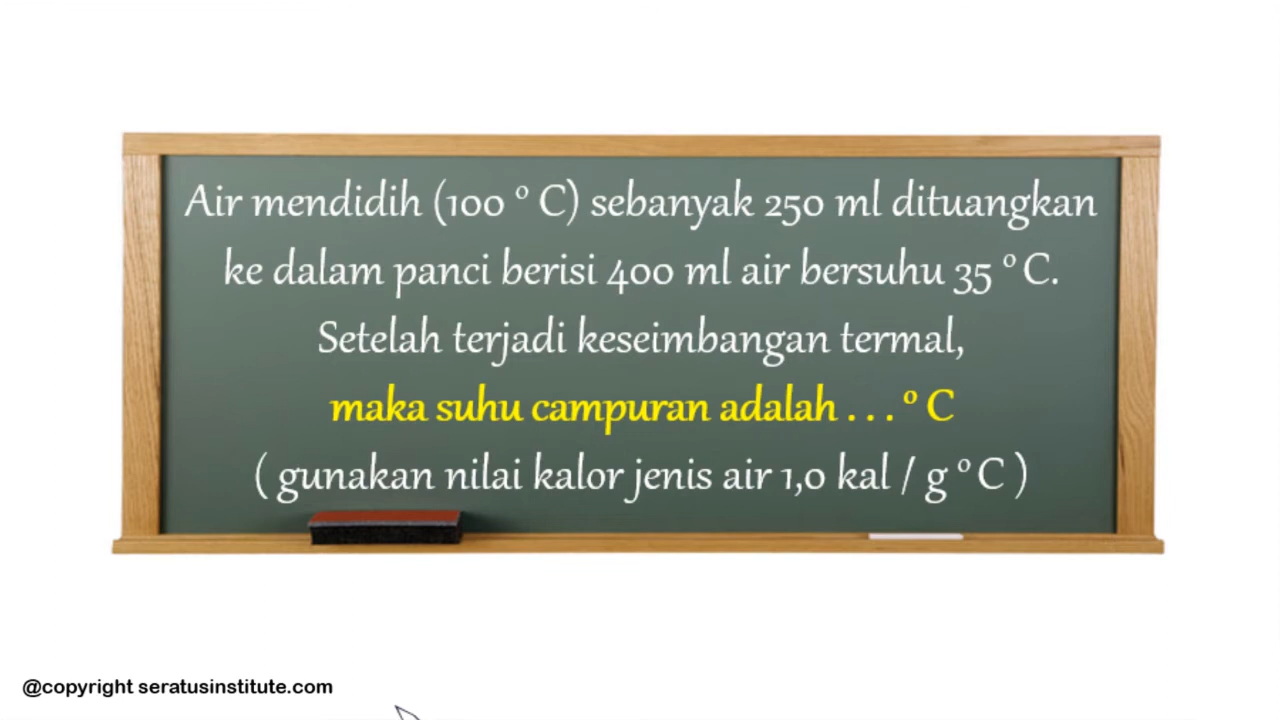 Air mendidih (100 ° C) sebanyak 250 ml dituangkan
ke dalam panci berisi 400 ml air bersuhu 35 ° C.
Setelah terjadi keseimbangan termal,
maka suhu campuran adalah . . . ° C
( gunakan nilai kalor jenis air 1,0 kal / g ° C )
@copyright seratusinstitute.com